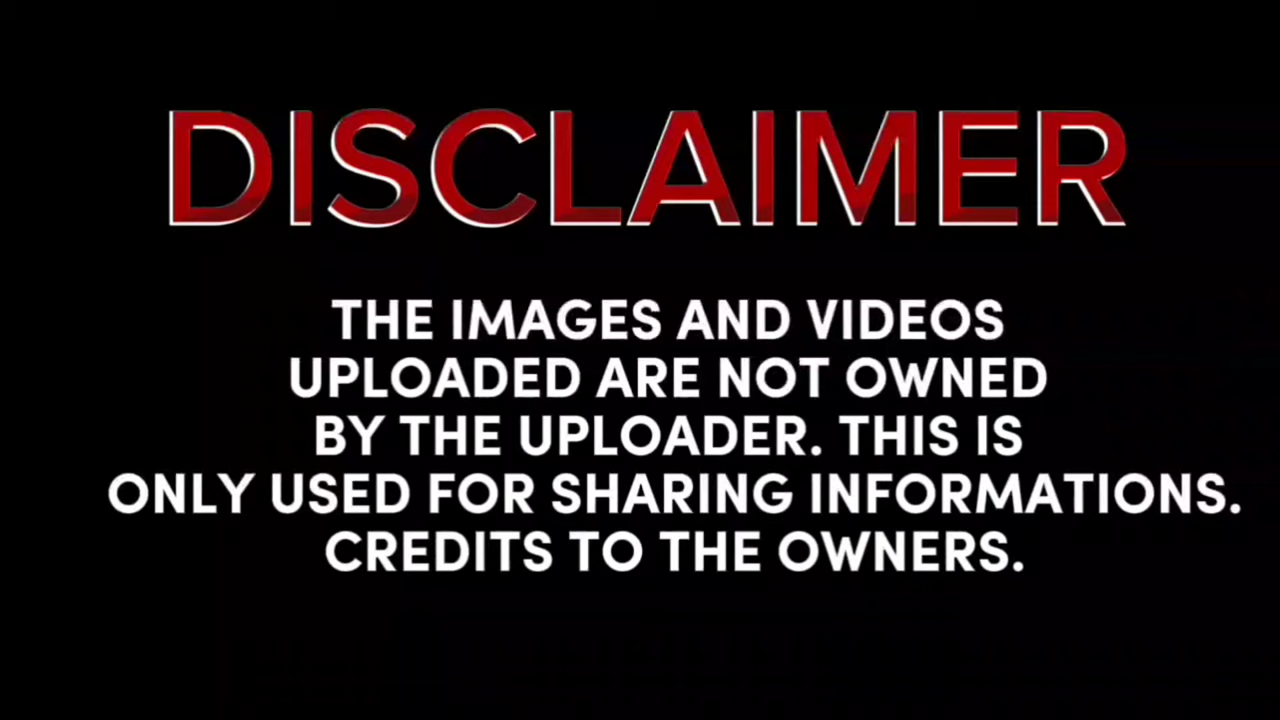 DISCLAIMER
THE IMAGES AND VIDEOS
UPLOADED ARE NOT OWNED
BY THE UPLOADER. THIS IS
ONLY USED FOR SHARING INFORMATIONS.
CREDITS TO THE OWNERS.